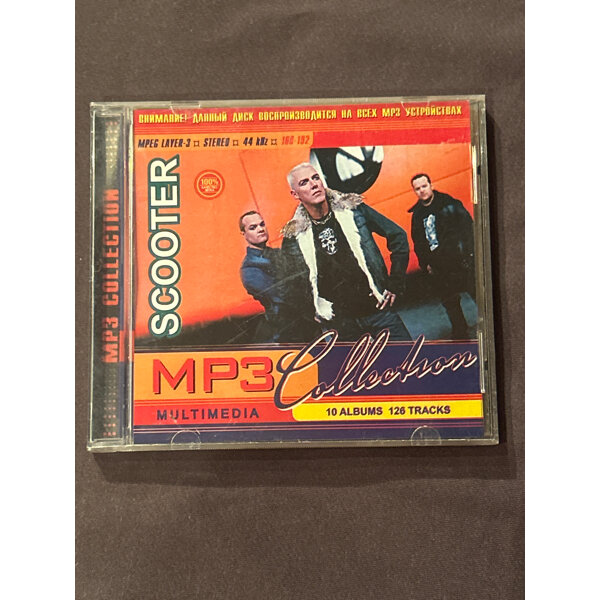 ВНИМАНИЕ! ДАННЫЙ ДИСК ВОСПРОИЗВОДИТСЯ НА ВСЕХ MP3 УСТРОЙСТВАХ
MPEG LAYER-3 ¤ STEREO ¤ 44 kHz ¤ 160-192
100%
SCOOTER
MP3 COLLECTION
MP3 Collection
MULTIMEDIA
10 ALBUMS 126 TRACKS